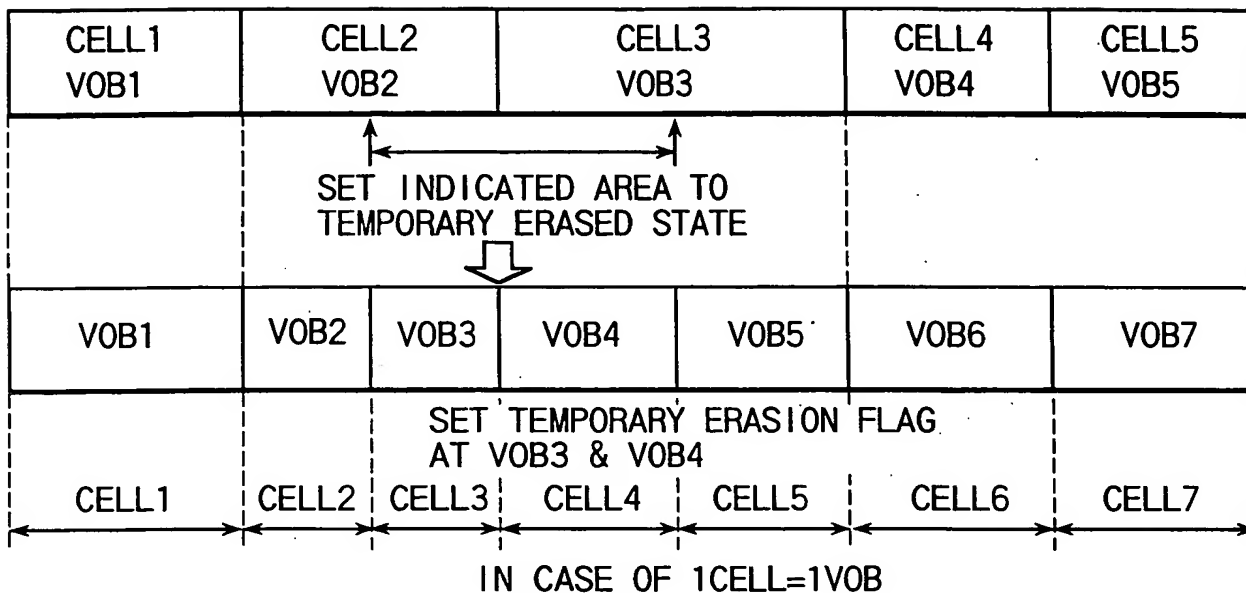 CELL1 CELL2 CELL3 CELL4 CELL5
VOB1 VOB2 VOB3 VOB4 VOB5
SET INDICATED AREA TO
TEMPORARY ERASED STATE
VOB1 VOB2 VOB3 VOB4 VOB5 VOB6 VOB7
SET TEMPORARY ERASION FLAG
AT VOB3 & VOB4
CELL1 CELL2 CELL3 CELL4 CELL5 CELL6 CELL7
IN CASE OF 1CELL=1VOB